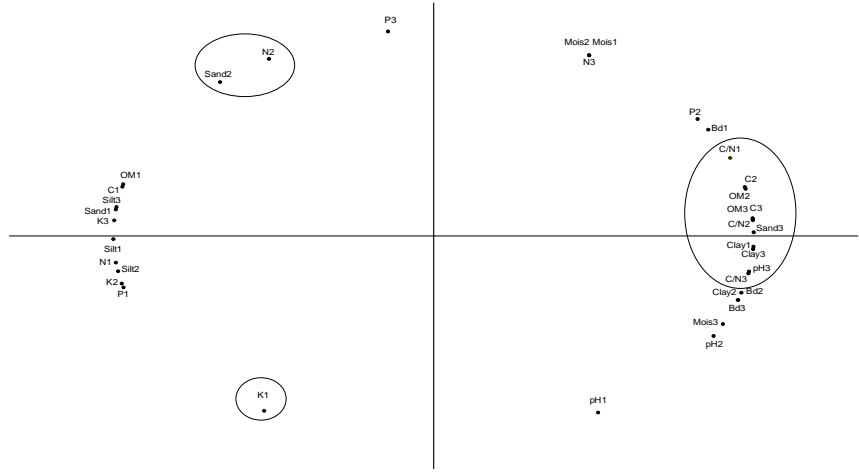 P3
Mois2 Mois1
N2
N3
Sand2
P2
Bd1
C/N1
OM1
C2
C1
OM2
Silt3
OM3 C3
Sand1
K3
C/N2
Sand3
Silt1
Clay1
Clay3
N1
Silt2
pH3
C/N3
K2
P1
Clay2 Bd2
Bd3
Mois3
pH2
K1
pH1